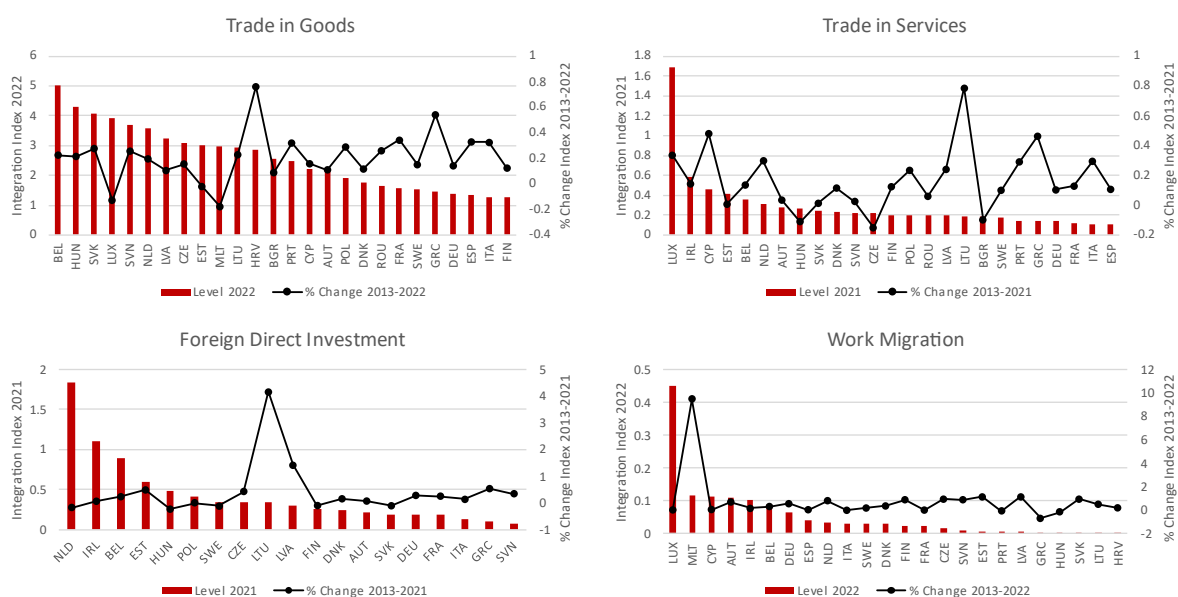 Trade in Goods
Integration Index 2022
6
5
4
3
2
1
0
1
0.8
0.6
0.4
0.2
0
-0.2
-0.4
% Change Index 2013-2022
BEL HUN SVK LUX SVN NLD LVA CZE EST MLT LTU HRV BGR PRT CYP AUT POL DNK ROU FRA SWE GRC DEU ESP ITA FIN
Level 2022 % Change 2013-2022
Trade in Services
Integration Index 2021
1.8
1.6
1.4
1.2
1
0.8
0.6
0.4
0.2
0
1
0.8
0.6
0.4
0.2
0
-0.2
% Change Index 2013-2021
LUX IRL CYP EST BEL NLD AUT HUN SVK DNK SVN CZE FIN POL ROU LVA LTU BGR SWE PRT GRC DEU FRA ITA ESP
Level 2021 % Change 2013-2021
Foreign Direct Investment
Integration Index 2021
2
1.5
1
0.5
0
5
4
3
2
1
0
-1
% Change Index 2013-2021
NLD IRL BEL EST HUN POL SWE CZE LTU LVA FIN DNK AUT SVK DEU FRA ITA GRC SVN
Level 2021 % Change 2013-2021
Work Migration
Integration Index 2022
0.5
0.4
0.3
0.2
0.1
0
12
10
8
6
4
2
0
-2
% Change Index 2013-2022
LUX MLT CYP AUT IRL BEL DEU ESP NLD ITA SWE DNK FIN FRA CZE SVN EST PRT LVA GRC HUN SVK LTU HRV
Level 2022 % Change 2013-2022